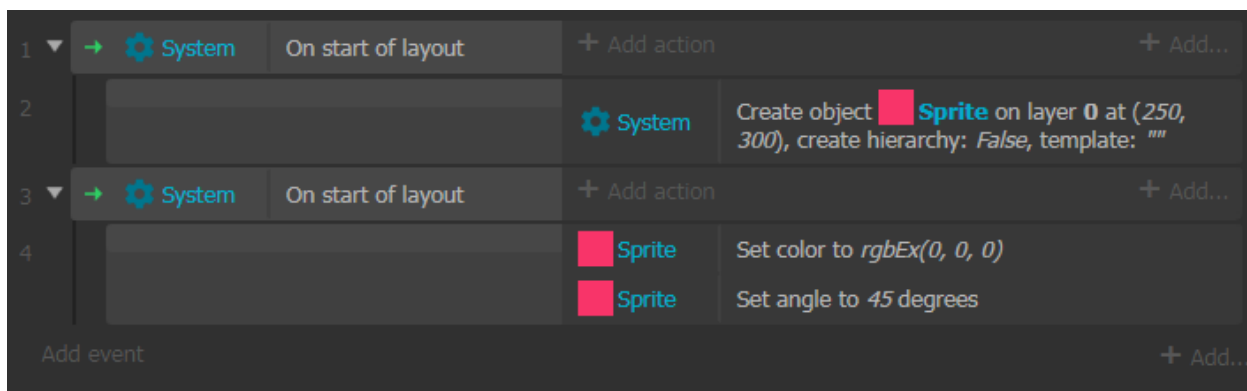 1 System On start of layout + Add action + Add...
2 System Create object Sprite on layer 0 at (250,
300), create hierarchy: False, template: ""
3 System On start of layout + Add action + Add...
4 Sprite Set color to rgbEx(0, 0, 0)
Sprite Set angle to 45 degrees
Add event + Add...